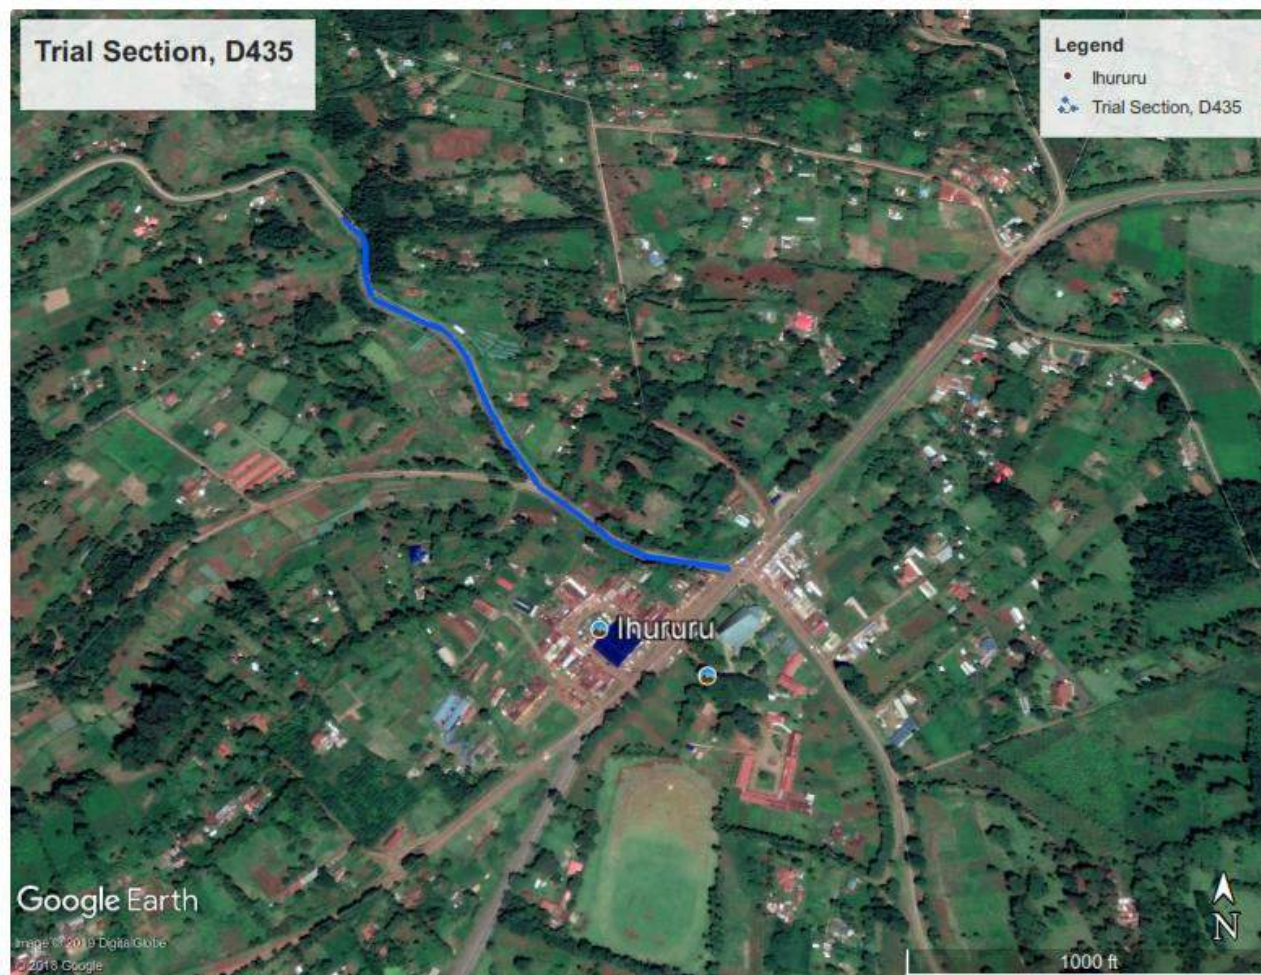 Trial Section, D435
Legend
Ihururu
Trial Section, D435
Ihururu
Google Earth
Image © 2019 DigitalGlobe
© 2018 Google
N
1000 ft